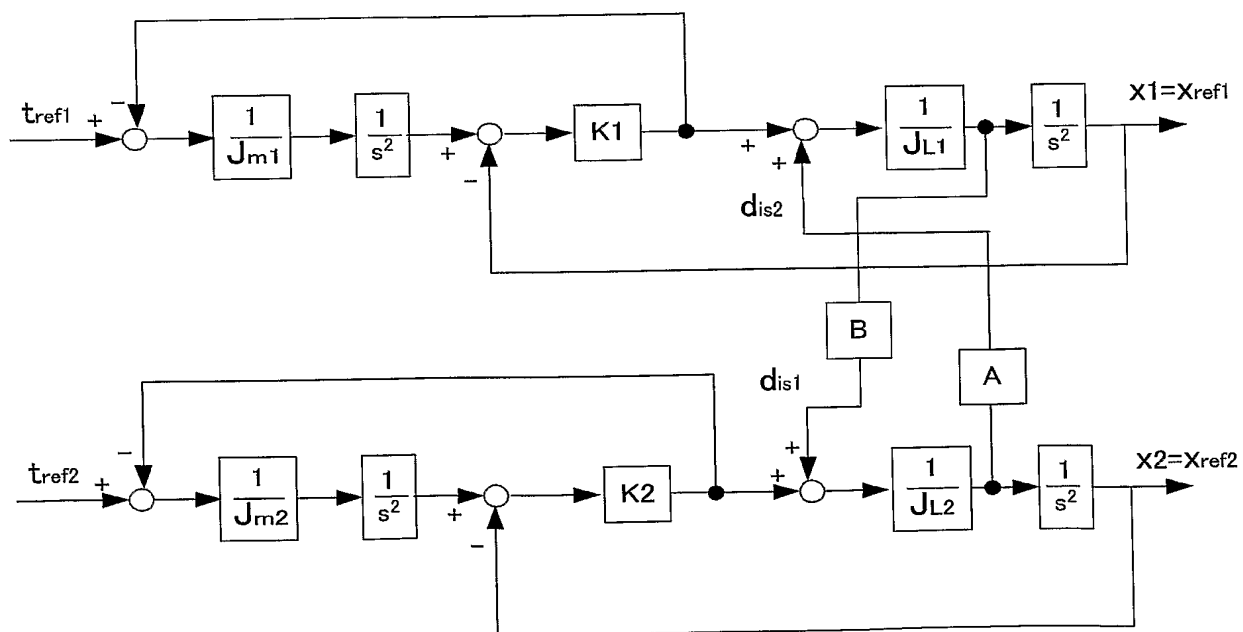 tref1 + − 1/Jm1 1/s² + − K1 + + 1/JL1 1/s² x1=xref1
dis2
B
A
dis1
tref2 + − 1/Jm2 1/s² + − K2 + + 1/JL2 1/s² x2=xref2